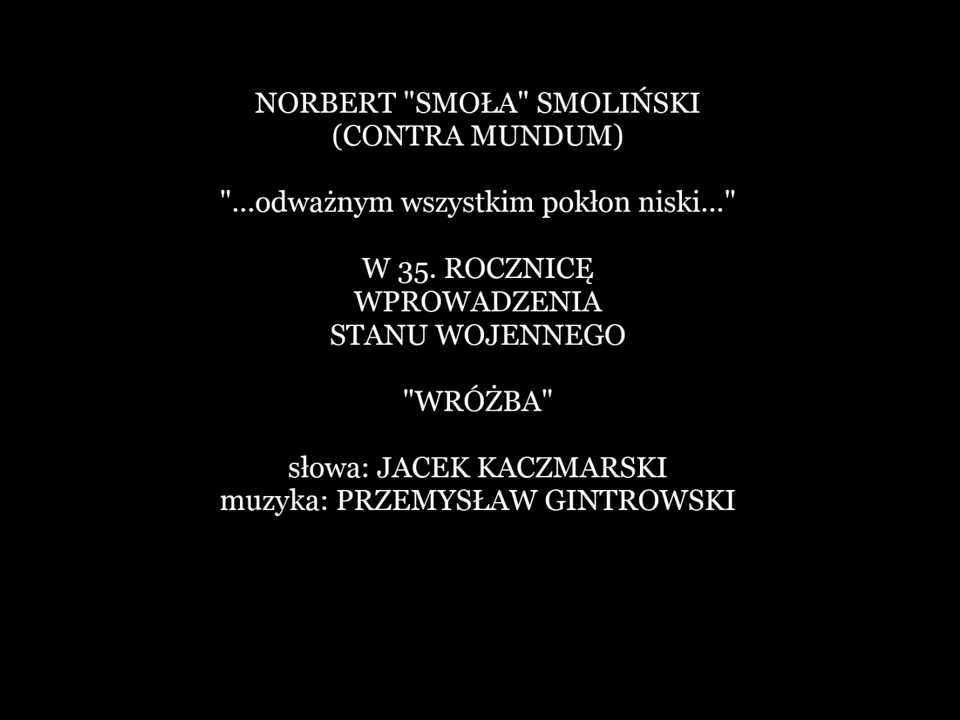 NORBERT "SMOŁA" SMOLIŃSKI
(CONTRA MUNDUM)
"...odważnym wszystkim pokłon niski..."
W 35. ROCZNICĘ
WPROWADZENIA
STANU WOJENNEGO
"WRÓŻBA"
słowa: JACEK KACZMARSKI
muzyka: PRZEMYSŁAW GINTROWSKI